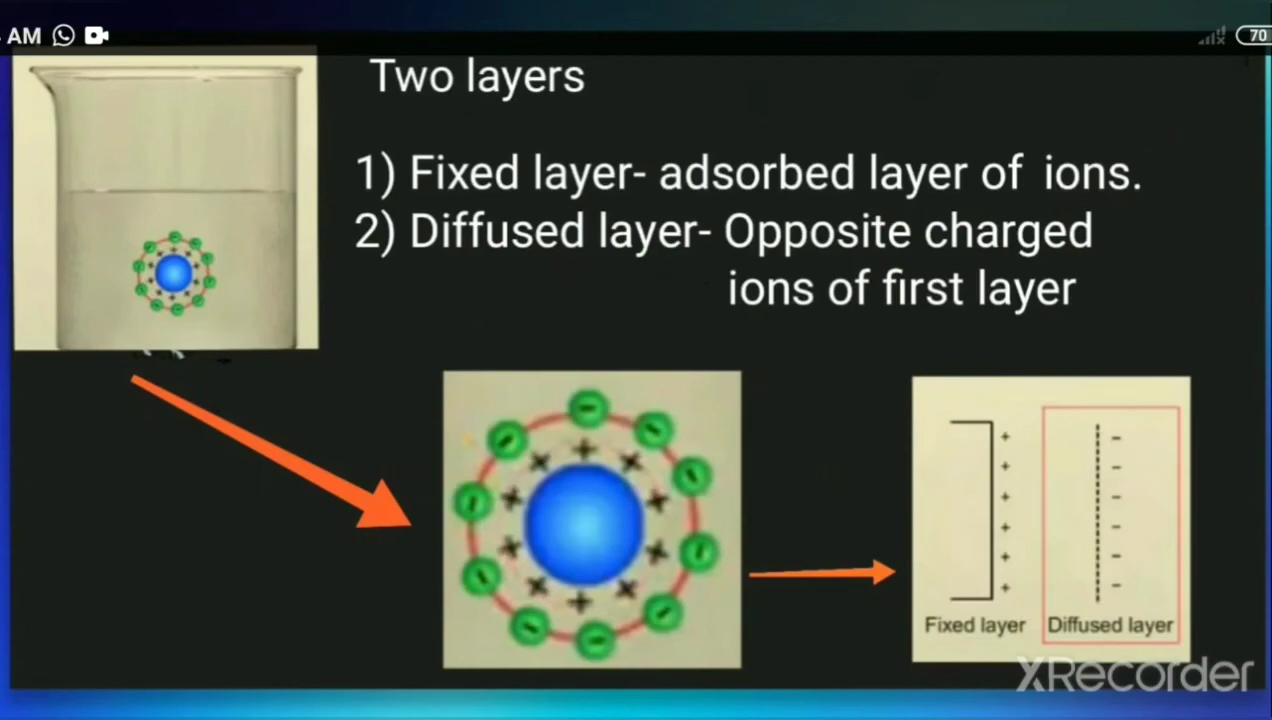 AM
70
Two layers
1) Fixed layer- adsorbed layer of ions.
2) Diffused layer- Opposite charged
ions of first layer
Fixed layer
Diffused layer
XRecorder